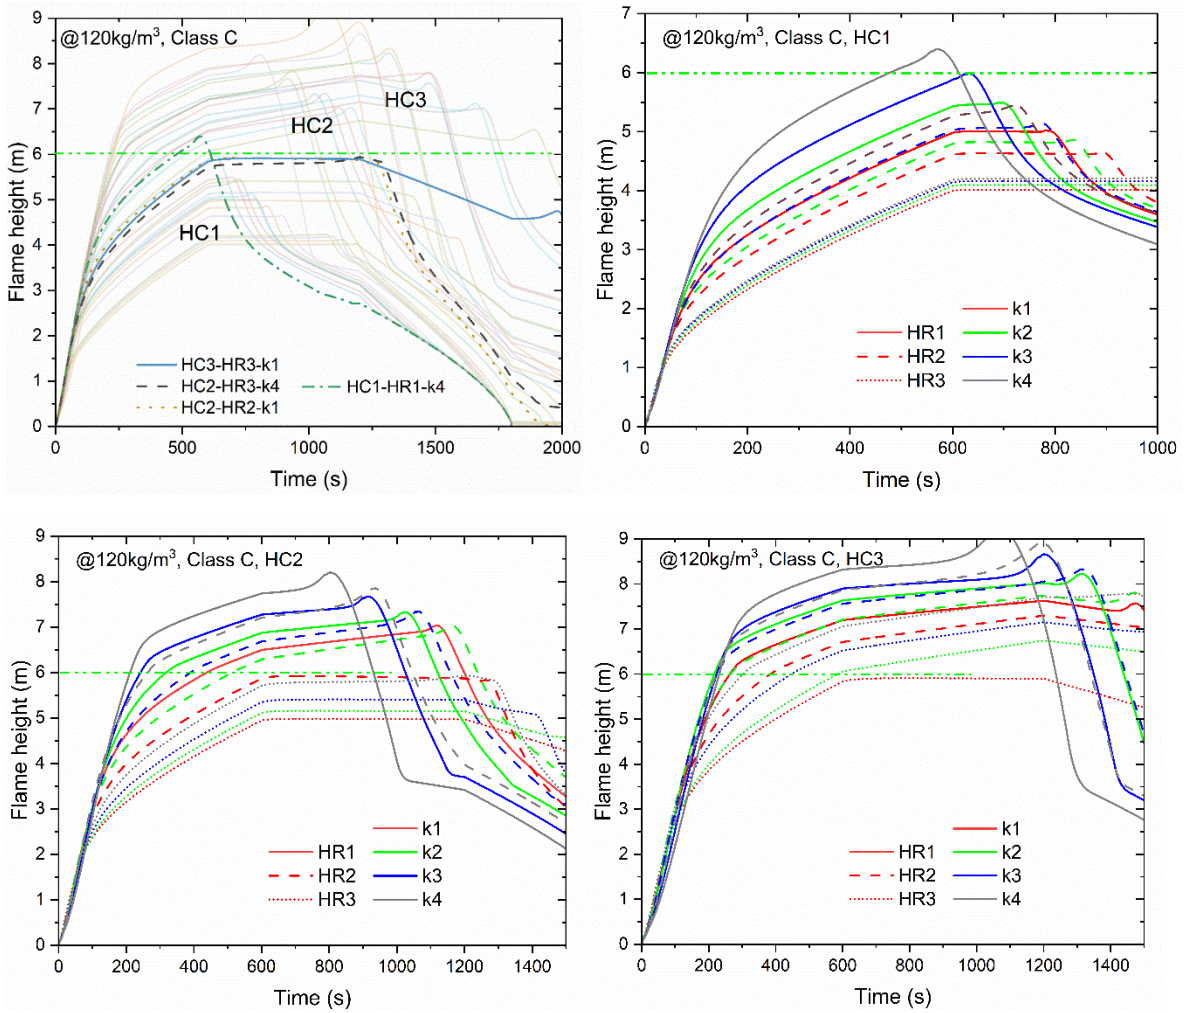 @120kg/m³, Class C
HC3
HC2
HC1
HC3-HR3-k1
HC2-HR3-k4
HC1-HR1-k4
HC2-HR2-k1
Flame height (m)
0 1 2 3 4 5 6 7 8 9
0 500 1000 1500 2000
Time (s)
@120kg/m³, Class C, HC1
k1
HR1 k2
HR2 k3
HR3 k4
Flame height (m)
0 1 2 3 4 5 6 7
0 200 400 600 800 1000
Time (s)
@120kg/m³, Class C, HC2
k1
HR1 k2
HR2 k3
HR3 k4
Flame height (m)
0 1 2 3 4 5 6 7 8 9
0 200 400 600 800 1000 1200 1400
Time (s)
@120kg/m³, Class C, HC3
k1
HR1 k2
HR2 k3
HR3 k4
Flame height (m)
0 1 2 3 4 5 6 7 8 9
0 200 400 600 800 1000 1200 1400
Time (s)